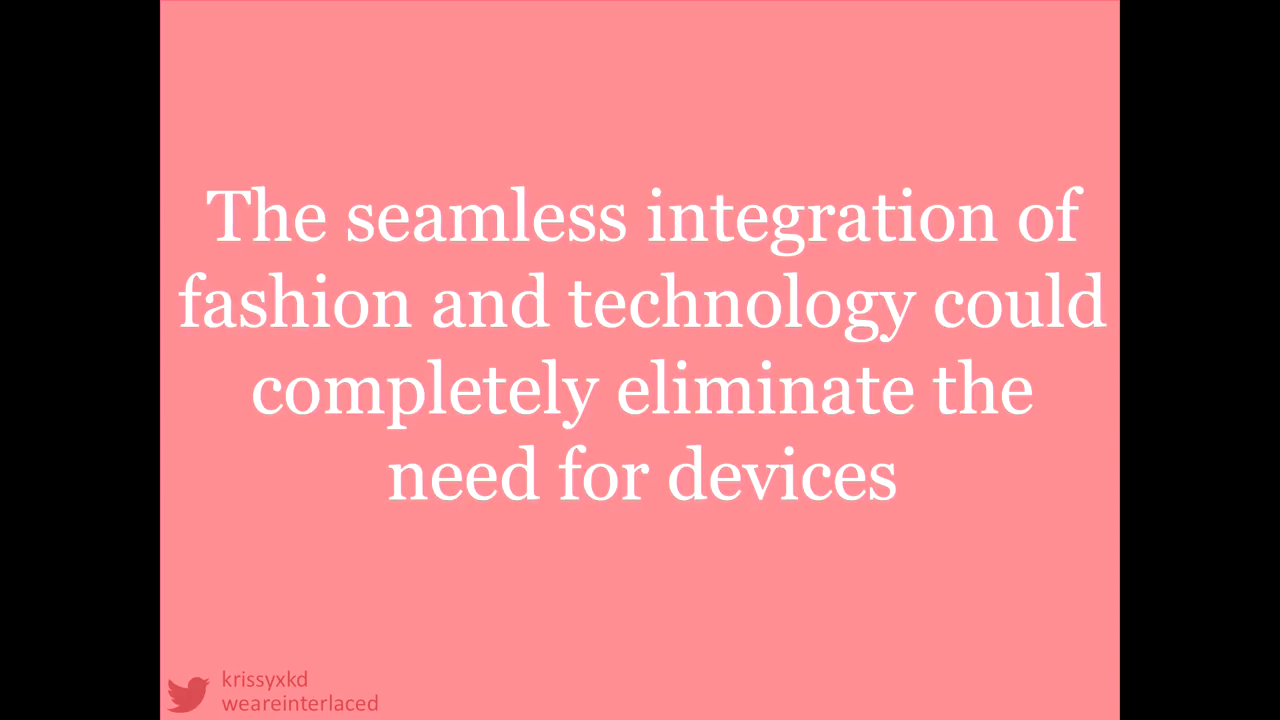 The seamless integration of
fashion and technology could
completely eliminate the
need for devices
krissyxkd
weareinterlaced